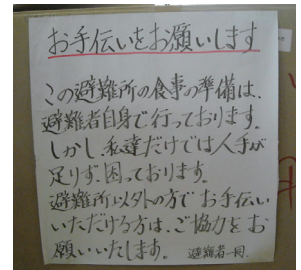 お手伝いをお願いします
この避難所の食事の準備は、
避難者自身で行っております。
しかし、私達だけでは人手が
足りず、困っております。
避難所以外の方で お手伝い
いただける方は、ご協力をお
願いいたします。 避難者一同.